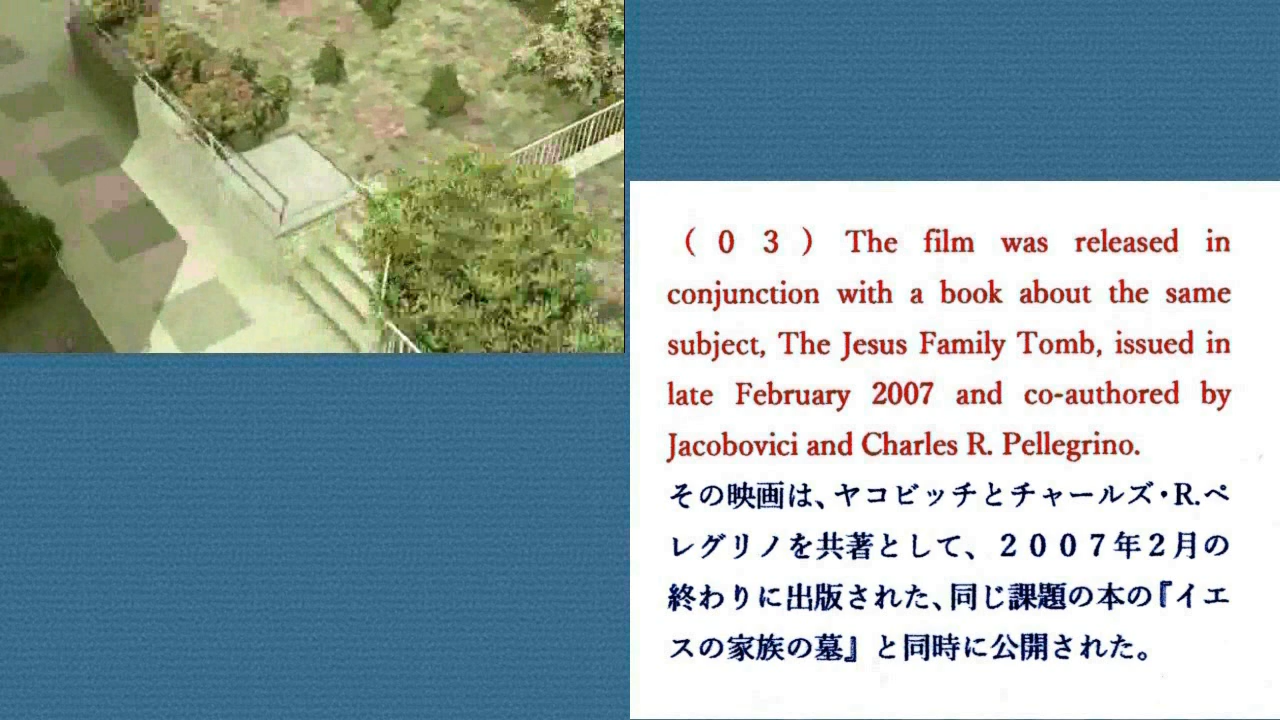 （０３）The film was released in
conjunction with a book about the same
subject, The Jesus Family Tomb, issued in
late February 2007 and co-authored by
Jacobovici and Charles R. Pellegrino.
その映画は、ヤコビッチとチャールズ・R.ペ
レグリノを共著として、２００７年２月の
終わりに出版された、同じ課題の本の『イエ
スの家族の墓』と同時に公開された。